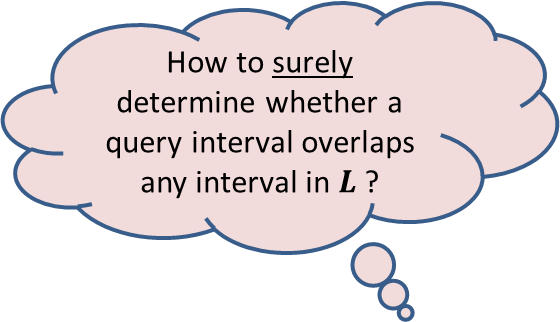 How to surely
determine whether a
query interval overlaps
any interval in L ?